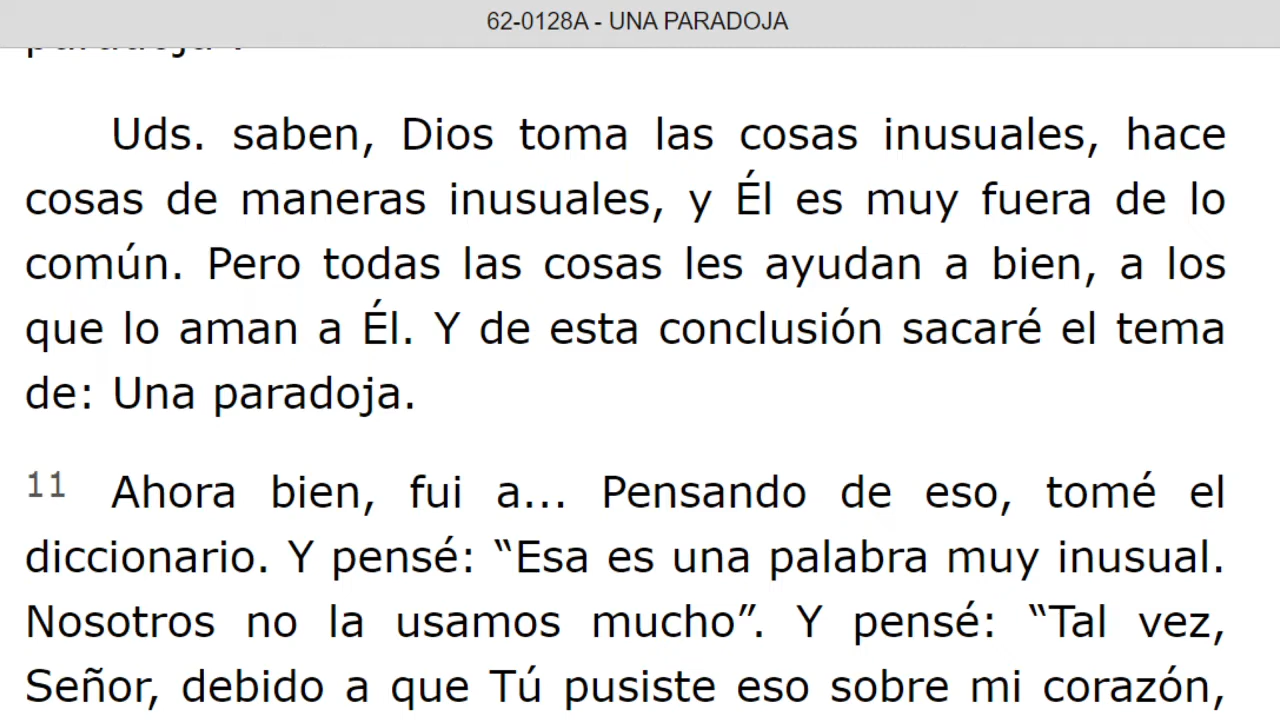 62-0128A - UNA PARADOJA
Uds. saben, Dios toma las cosas inusuales, hace
cosas de maneras inusuales, y Él es muy fuera de lo
común. Pero todas las cosas les ayudan a bien, a los
que lo aman a Él. Y de esta conclusión sacaré el tema
de: Una paradoja.
11 Ahora bien, fui a... Pensando de eso, tomé el
diccionario. Y pensé: “Esa es una palabra muy inusual.
Nosotros no la usamos mucho”. Y pensé: “Tal vez,
Señor, debido a que Tú pusiste eso sobre mi corazón,